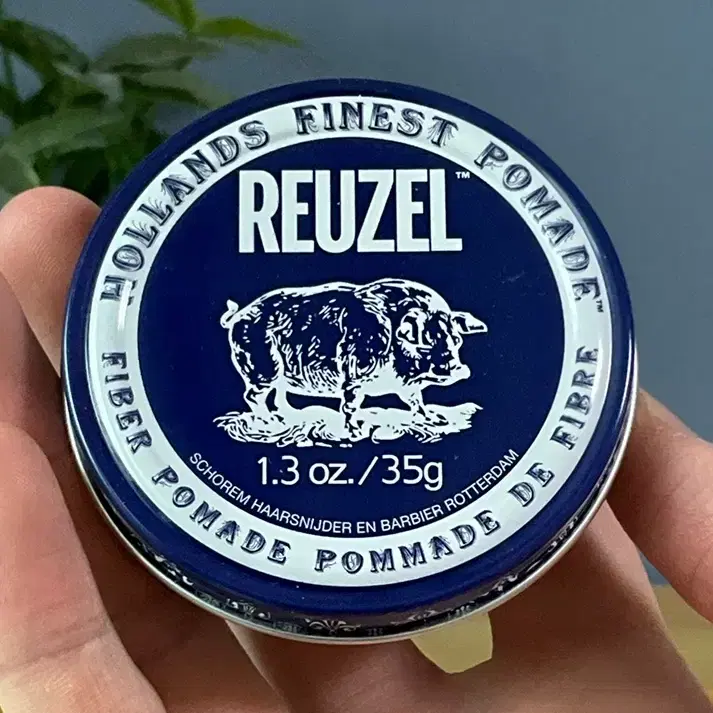 HOLLANDS FINEST POMADE™
REUZEL™
1.3 oz./35g
SCHOREM HAARSNIJDER EN BARBIER ROTTERDAM
FIBER POMADE POMMADE DE FIBRE